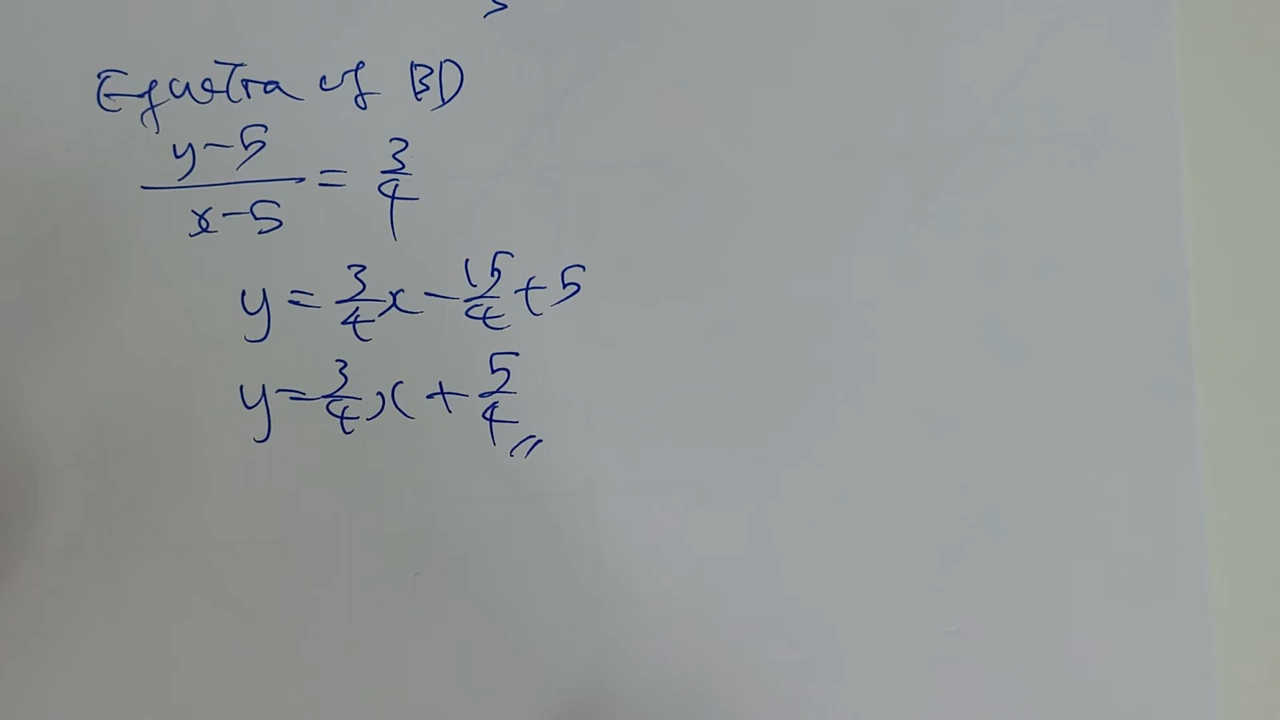 Equation of BD
y-5/x-5 = 3/4
y = 3/4x - 15/4 + 5
y = 3/4x + 5/4 //